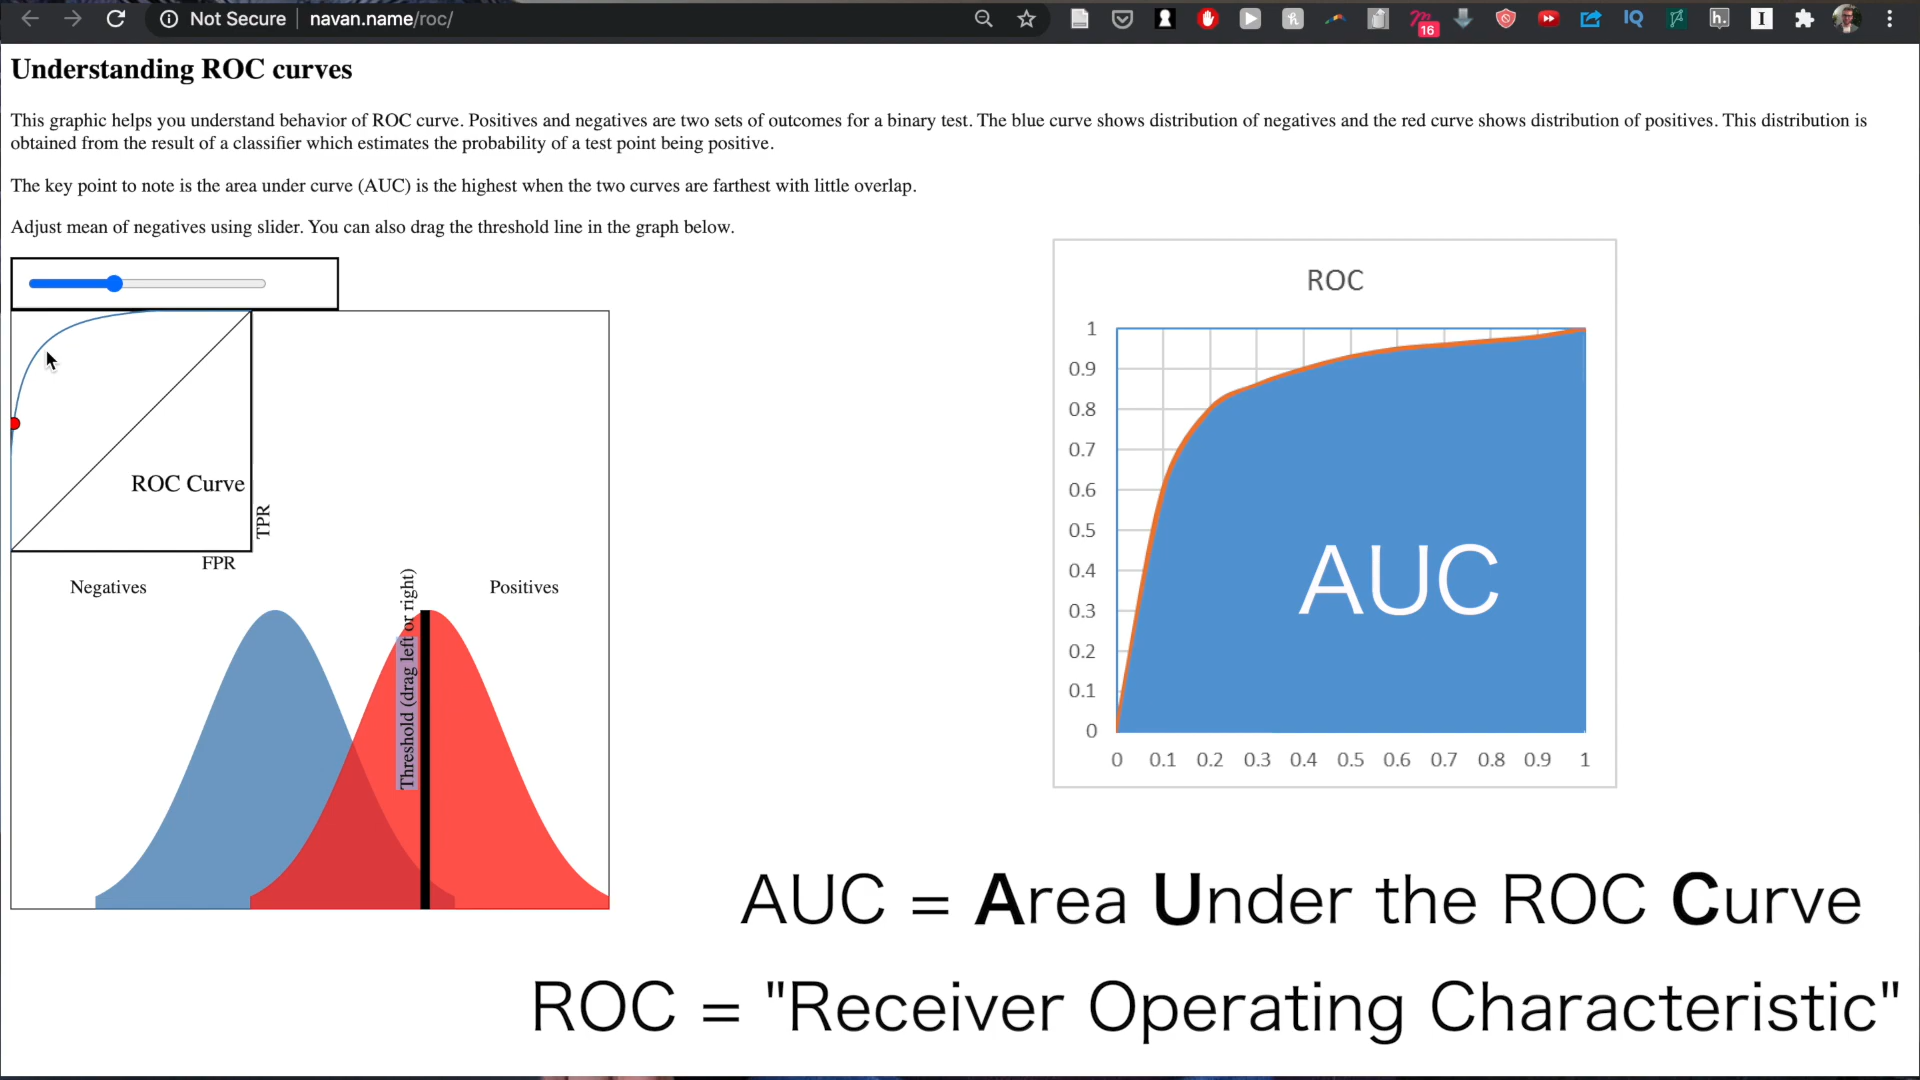 Not Secure
navan.name/roc/
16
IQ
h.
I
Understanding ROC curves
This graphic helps you understand behavior of ROC curve. Positives and negatives are two sets of outcomes for a binary test. The blue curve shows distribution of negatives and the red curve shows distribution of positives. This distribution is
obtained from the result of a classifier which estimates the probability of a test point being positive.
The key point to note is the area under curve (AUC) is the highest when the two curves are farthest with little overlap.
Adjust mean of negatives using slider. You can also drag the threshold line in the graph below.
ROC Curve
TPR
FPR
Negatives
Positives
Threshold (drag left or right)
ROC
1
0.9
0.8
0.7
0.6
0.5
0.4
0.3
0.2
0.1
0
AUC
0 0.1 0.2 0.3 0.4 0.5 0.6 0.7 0.8 0.9 1
AUC = Area Under the ROC Curve
ROC = "Receiver Operating Characteristic"